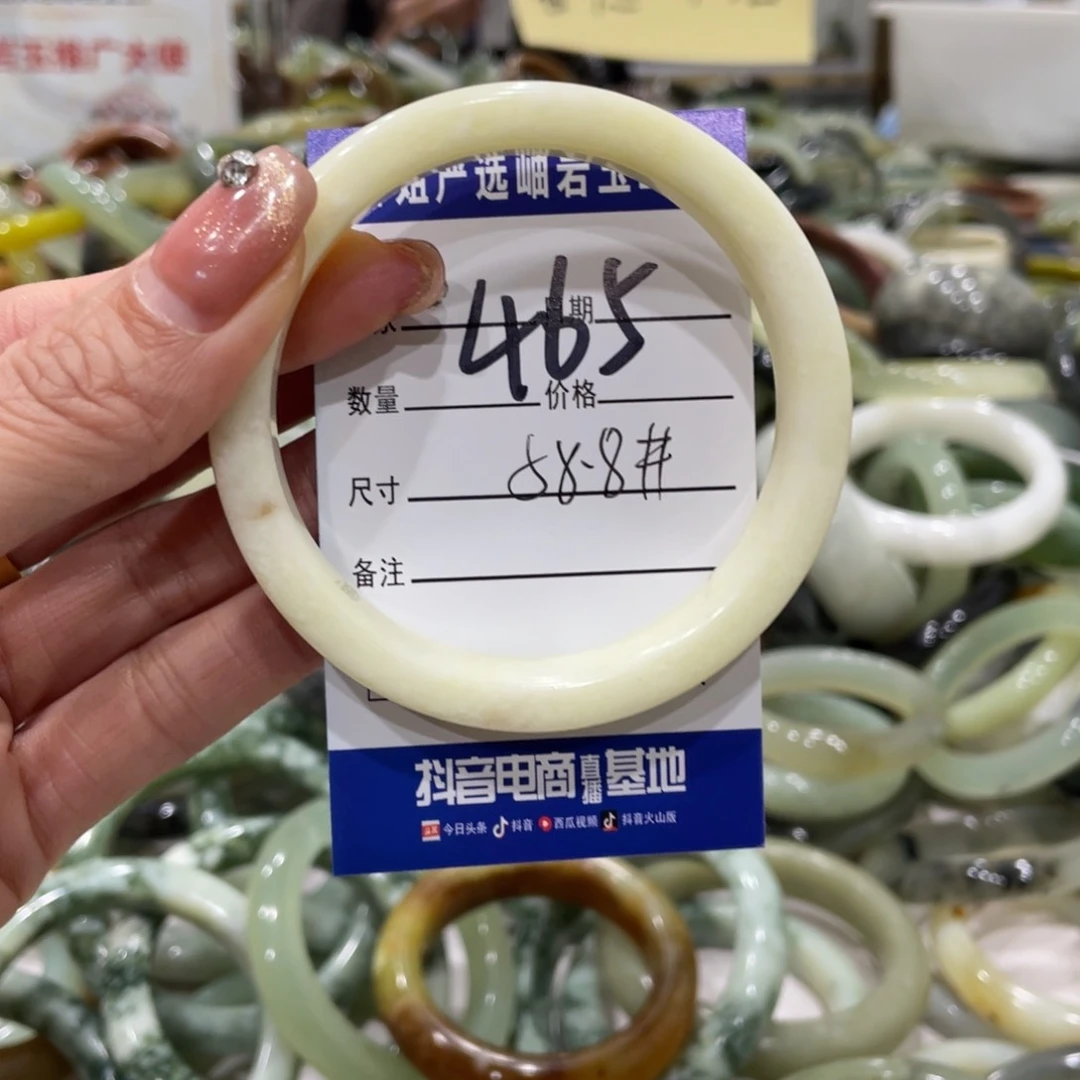 严选岫岩玉
465
期
数量 价格
58.8#
尺寸
备注
抖音电商直播基地
今日头条 抖音 西瓜视频 抖音火山版